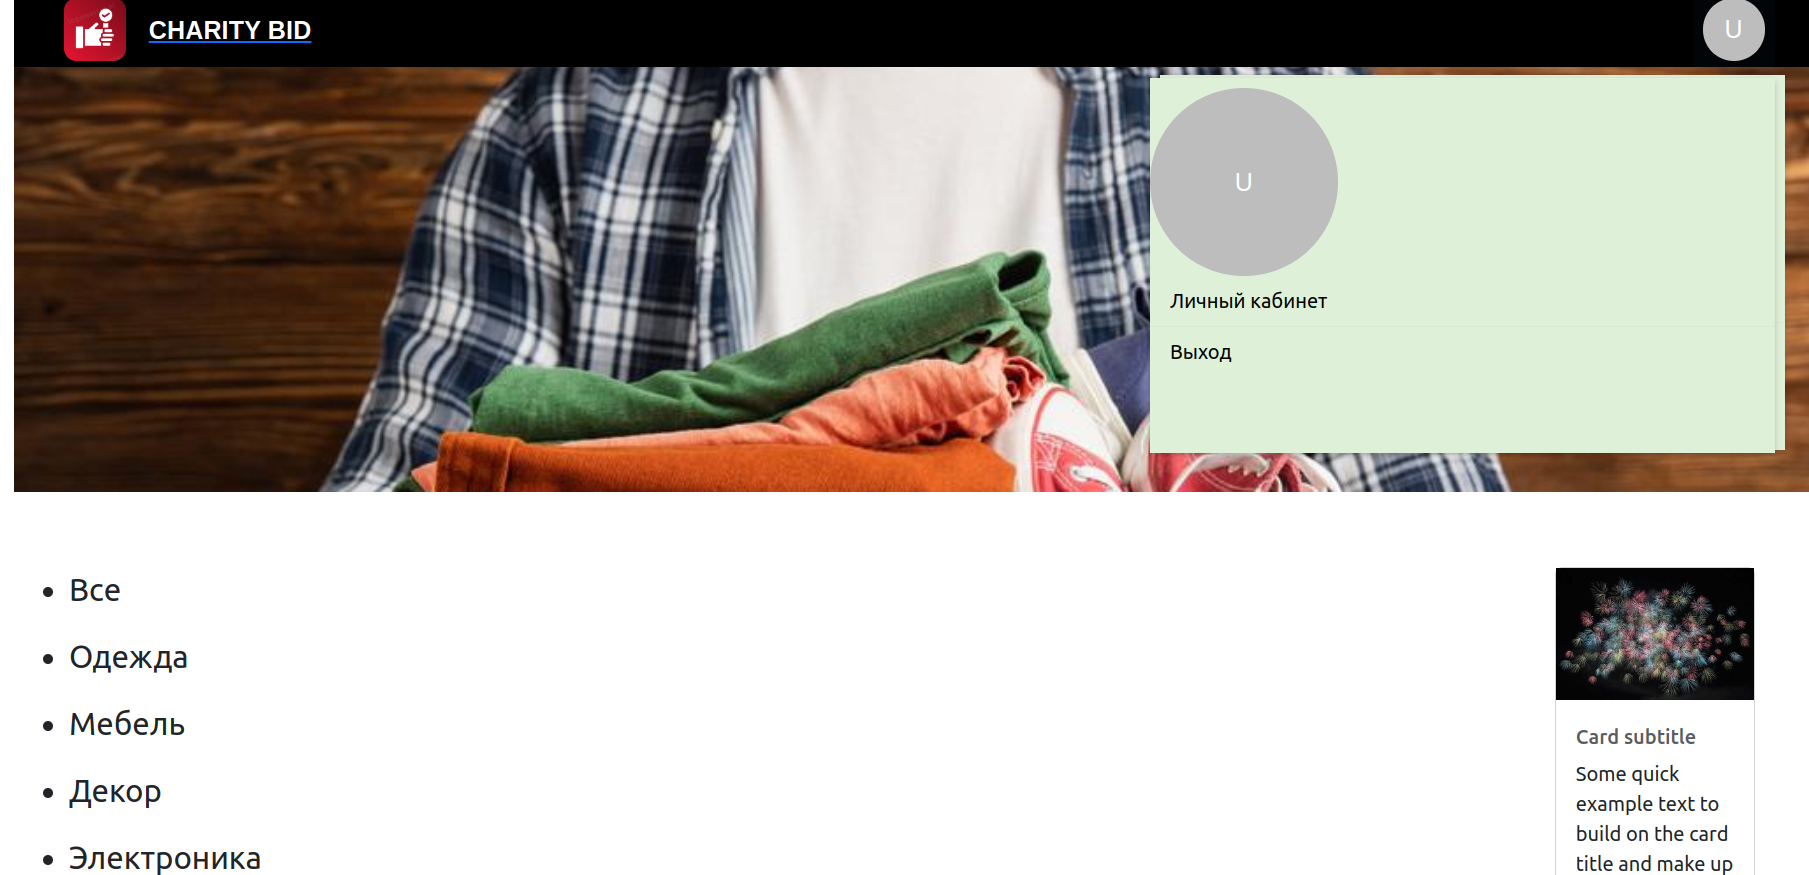 CHARITY BID
U
U
Личный кабинет
Выход
Все
Одежда
Мебель
Декор
Электроника
Card subtitle
Some quick
example text to
build on the card
title and make up